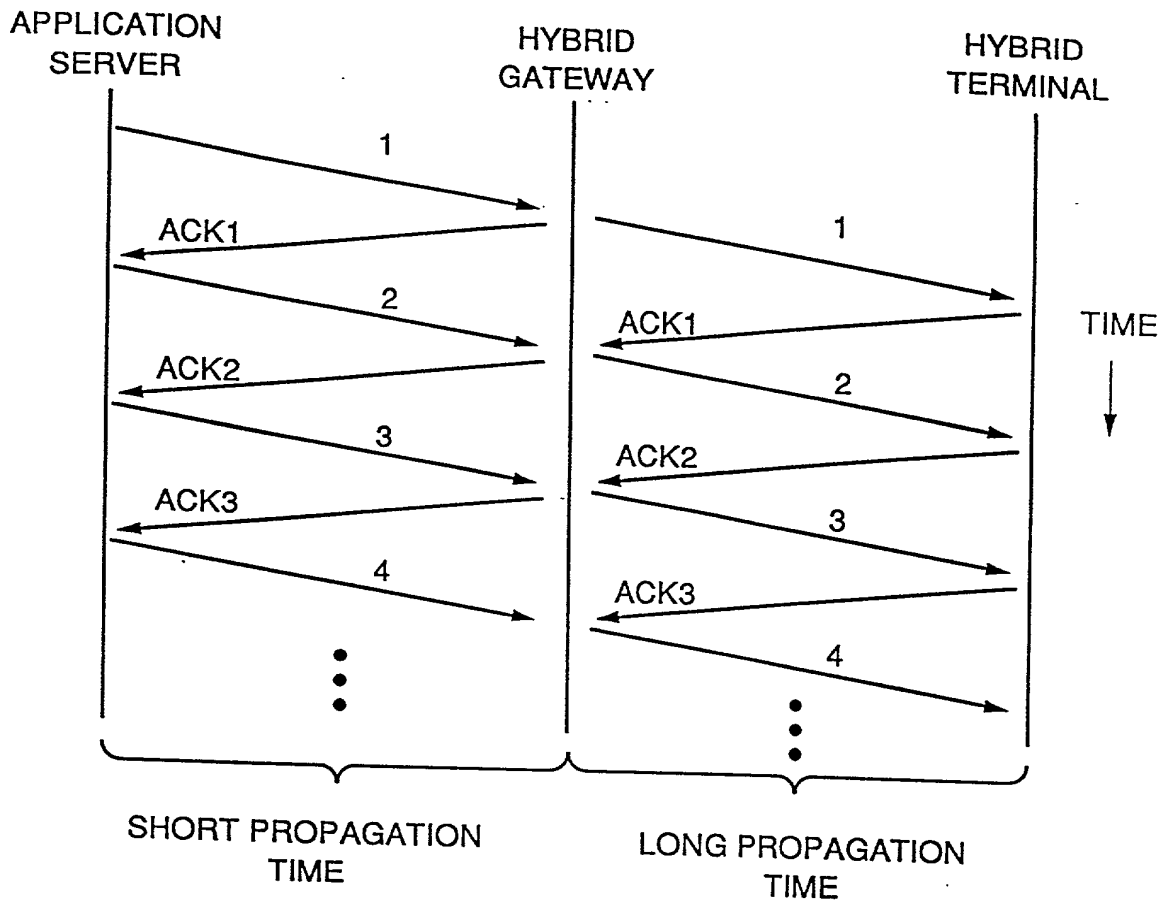 APPLICATION
SERVER
HYBRID
GATEWAY
HYBRID
TERMINAL
1
ACK1
1
2
ACK1
TIME
ACK2
2
3
ACK2
ACK3
3
4
ACK3
4
SHORT PROPAGATION
TIME
LONG PROPAGATION
TIME